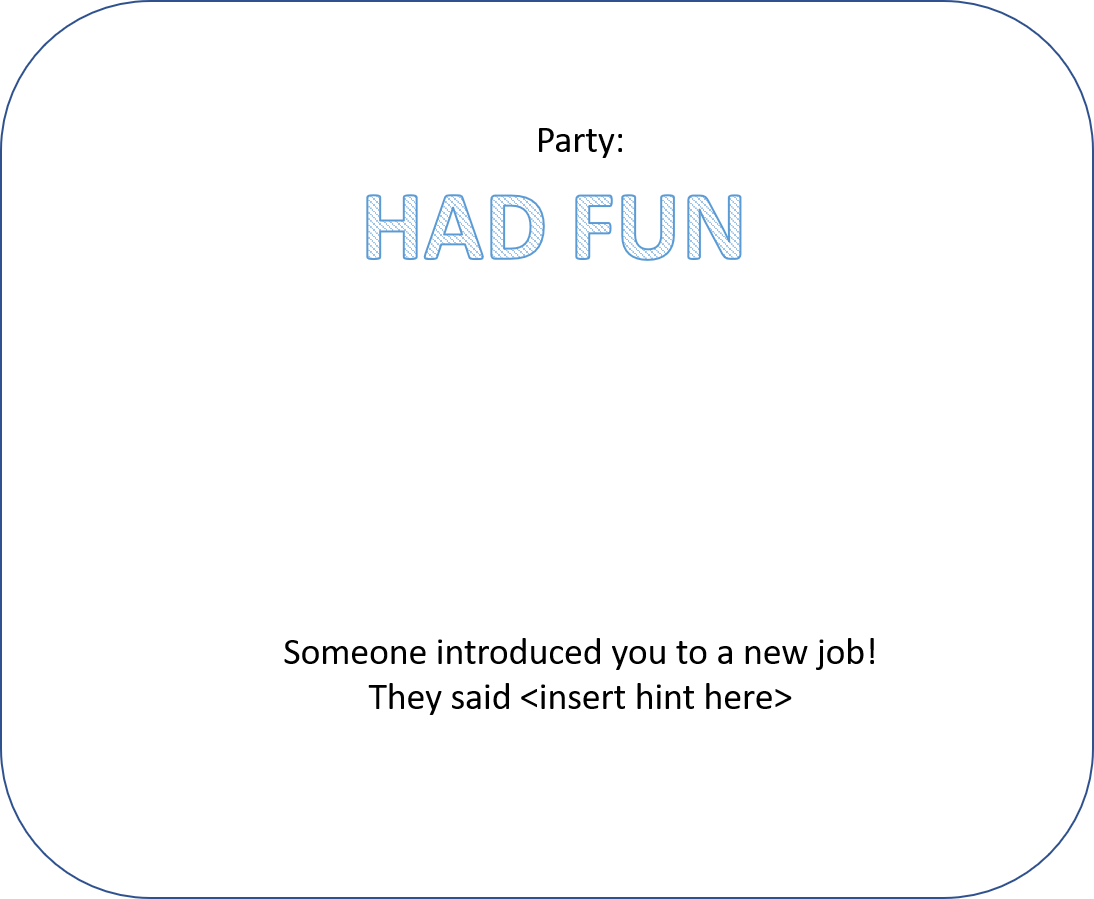 Party:
HAD FUN
Someone introduced you to a new job!
They said <insert hint here>